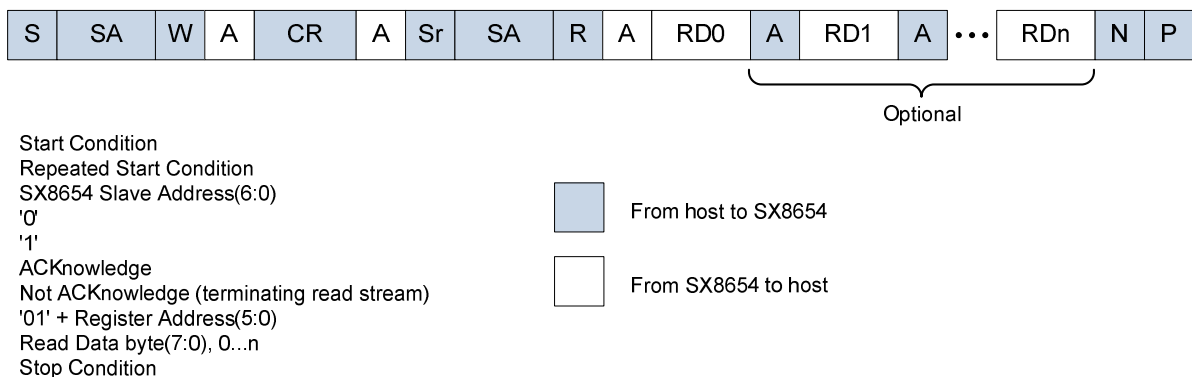 S SA W A CR A Sr SA R A RD0 A RD1 A ••• RDn N P
Optional
Start Condition
Repeated Start Condition
SX8654 Slave Address(6:0)
'0'
'1'
ACKnowledge
Not ACKnowledge (terminating read stream)
'01' + Register Address(5:0)
Read Data byte(7:0), 0...n
Stop Condition
From host to SX8654
From SX8654 to host